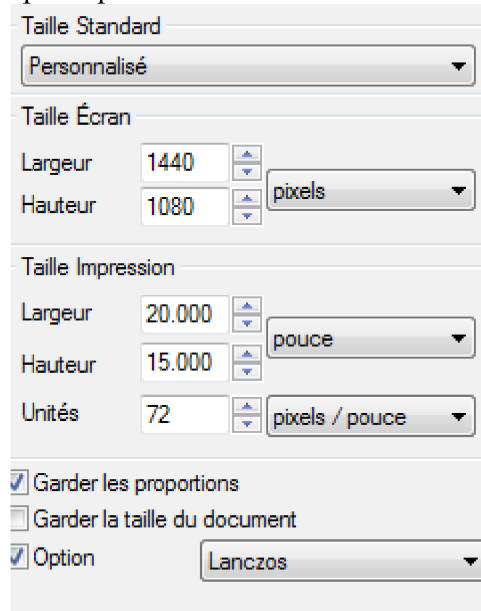 Taille Standard
Personnalisé
Taille Écran
Largeur 1440
pixels
Hauteur 1080
Taille Impression
Largeur 20.000
pouce
Hauteur 15.000
Unités 72 pixels / pouce
Garder les proportions
Garder la taille du document
Option Lanczos